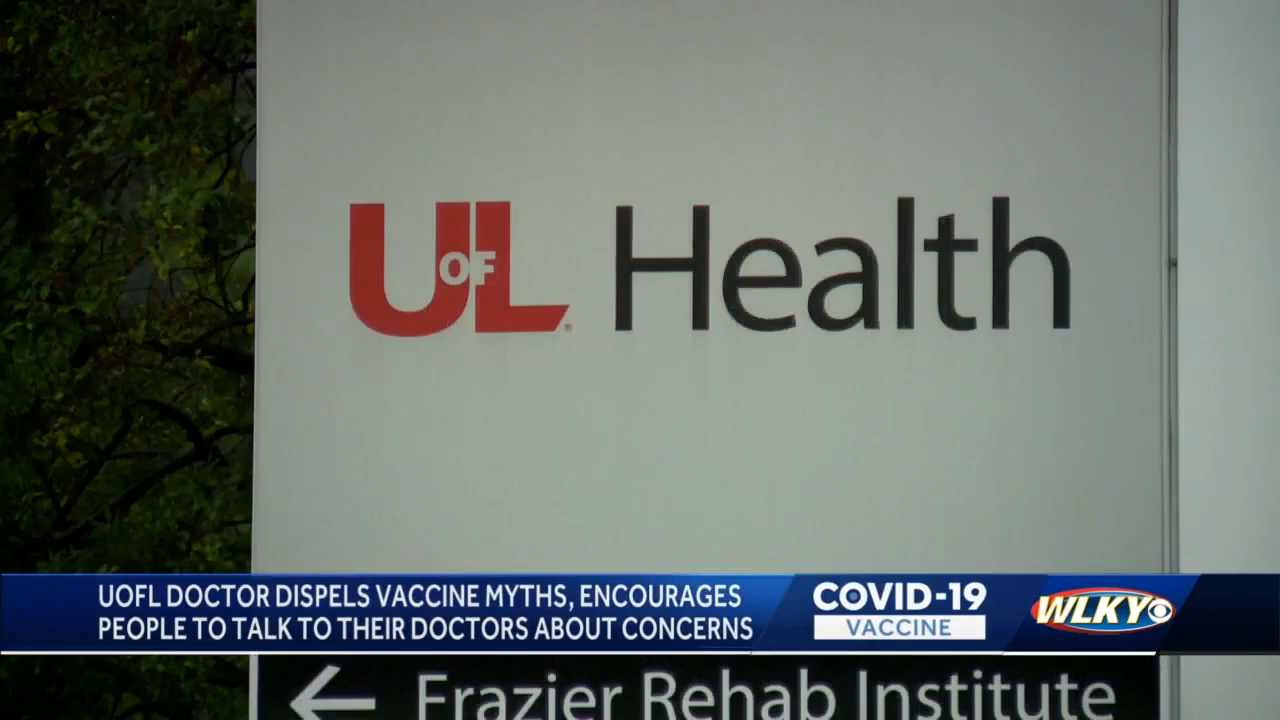 UOFL Health
UOFL DOCTOR DISPELS VACCINE MYTHS, ENCOURAGES
PEOPLE TO TALK TO THEIR DOCTORS ABOUT CONCERNS
COVID-19
VACCINE
WLKY
Frazier Rehab Institute